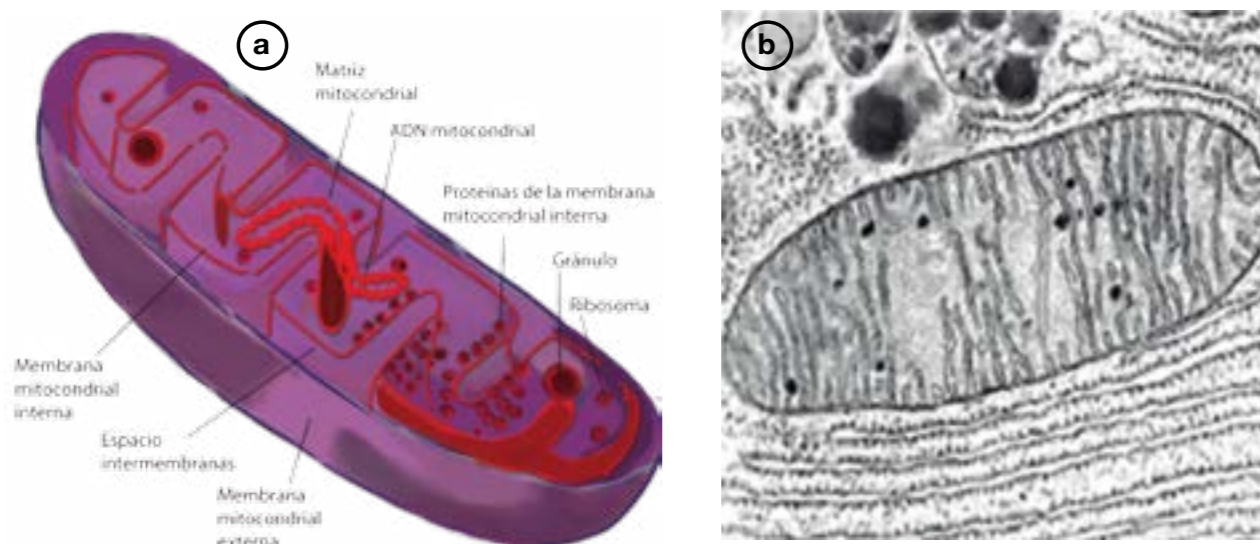 a
Matriz
mitocondrial
ADN mitocondrial
Proteínas de la membrana
mitocondrial interna
Gránulo
Ribosoma
Membrana
mitocondrial
interna
Espacio
intermembranas
Membrana
mitocondrial
externa
b